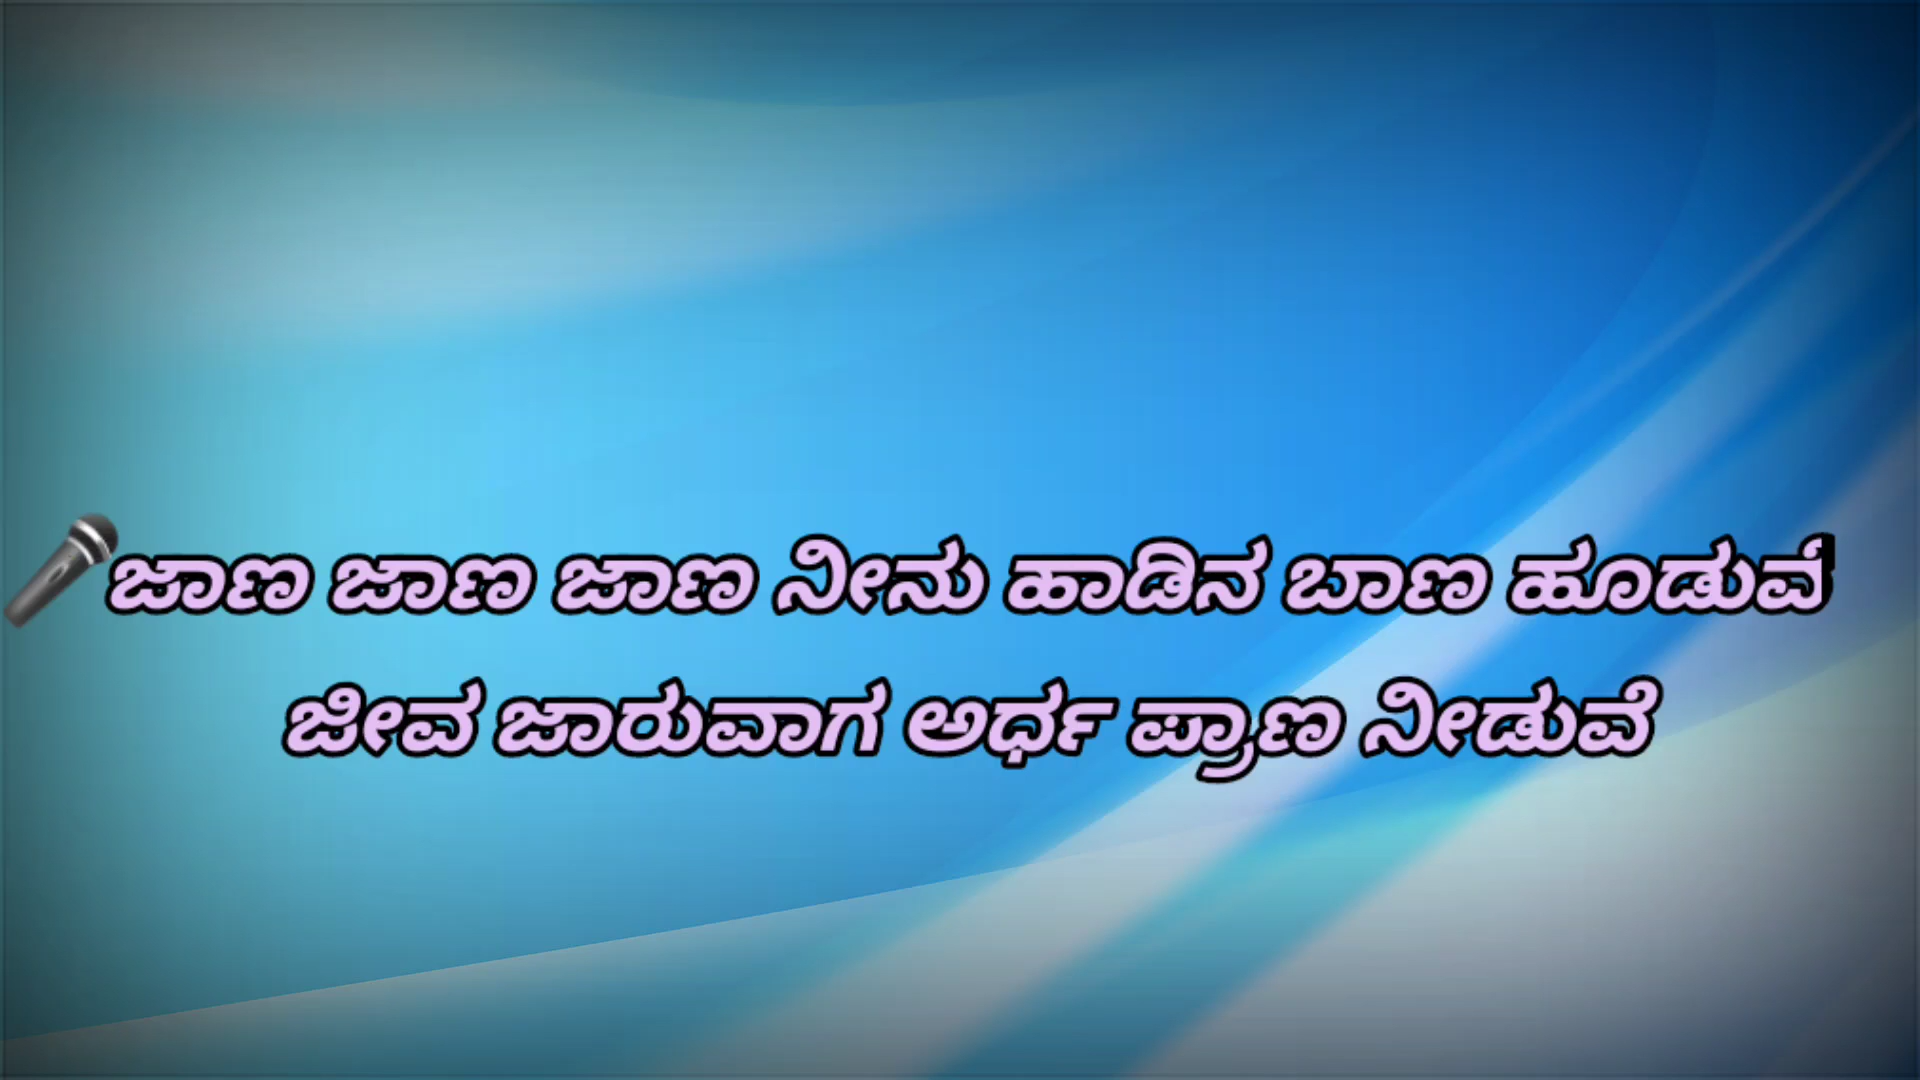 🎤ಜಾಣ ಜಾಣ ಜಾಣ ನೀನು ಹಾಡಿನ ಬಾಣ ಹೂಡುವೆ
ಜೀವ ಜಾರುವಾಗ ಅರ್ಧ ಪ್ರಾಣ ನೀಡುವೆ